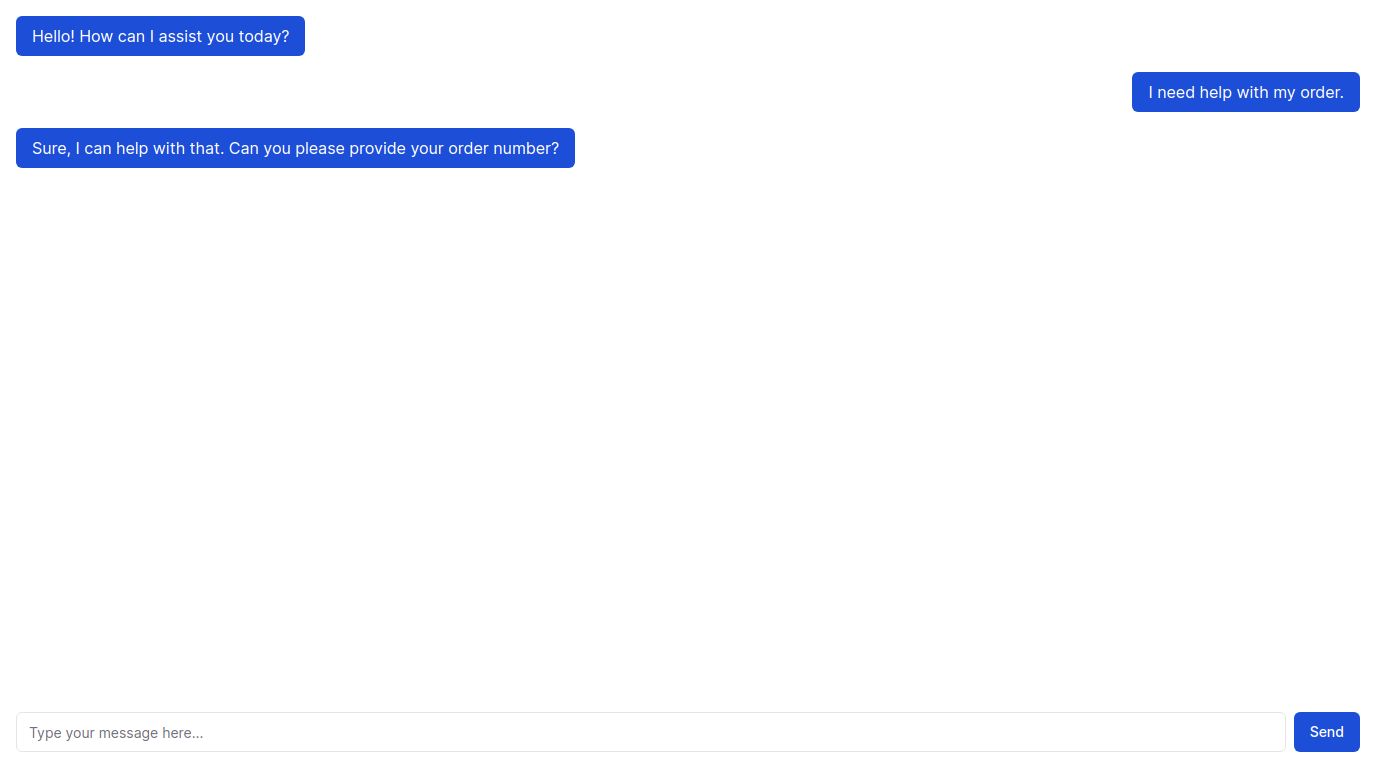 Hello! How can I assist you today?
I need help with my order.
Sure, I can help with that. Can you please provide your order number?
Type your message here...
Send